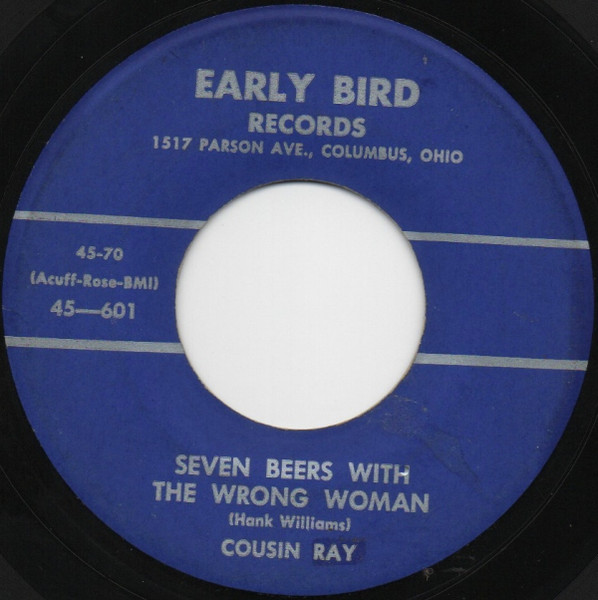 EARLY BIRD
RECORDS
1517 PARSON AVE., COLUMBUS, OHIO
45-70
(Acuff-Rose-BMI)
45—601
SEVEN BEERS WITH
THE WRONG WOMAN
(Hank Williams)
COUSIN RAY